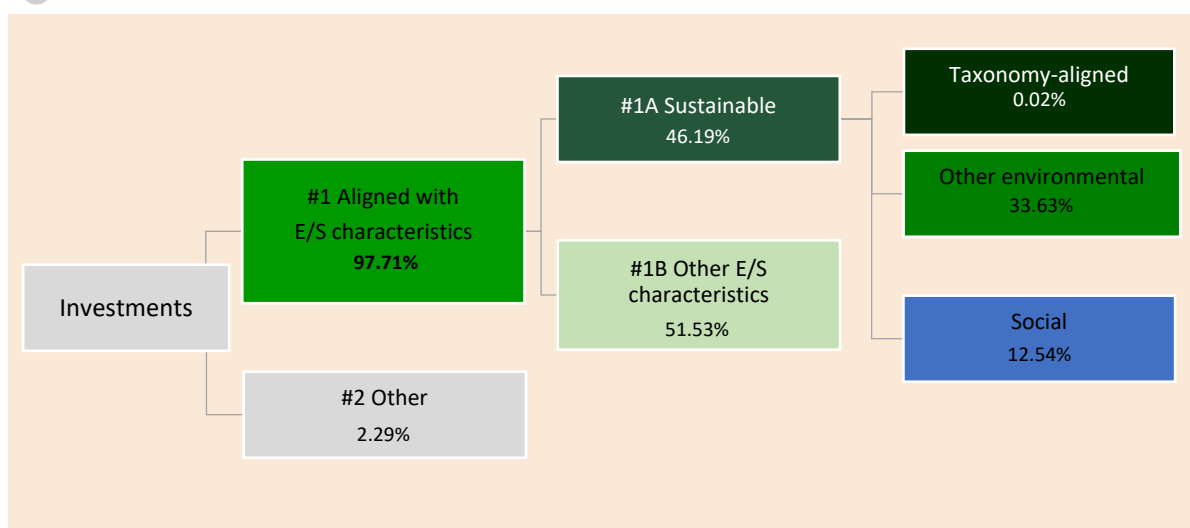 Investments
#1 Aligned with
E/S characteristics
97.71%
#2 Other
2.29%
#1A Sustainable
46.19%
#1B Other E/S
characteristics
51.53%
Taxonomy-aligned
0.02%
Other environmental
33.63%
Social
12.54%